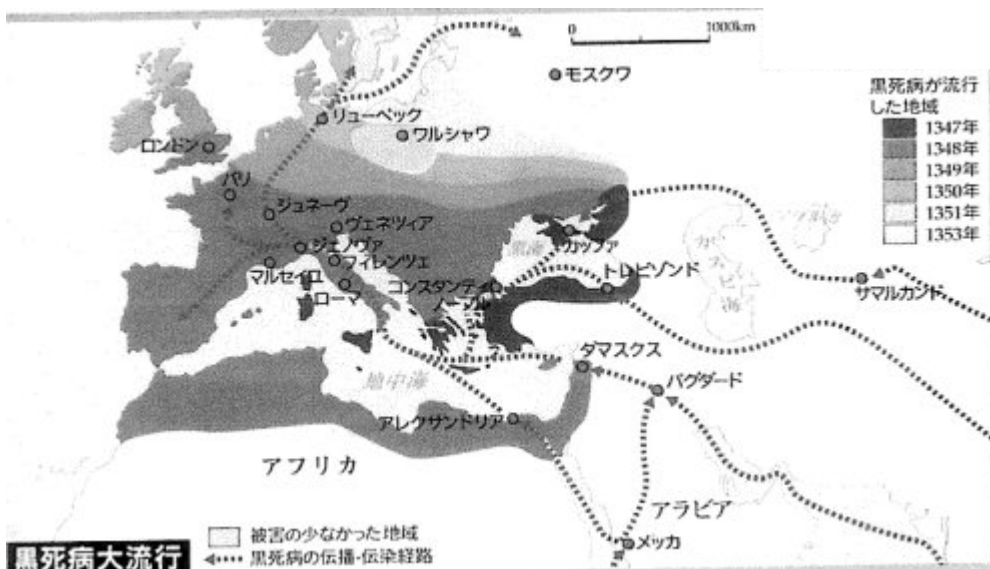 0 1000km
モスクワ
黒死病が流行
した地域
1347年
1348年
1349年
1350年
1351年
1353年
リューベック
ワルシャワ
ロンドン
パリ
ジュネーヴ
ヴェネツィア
ジェノヴァ
フィレンツェ
マルセイユ
ローマ
黒海
カッファ
カスピ海
コンスタンティ
ノープル
トレビゾンド
サマルカンド
ダマスクス
バグダード
地中海
アレクサンドリア
アフリカ
アラビア
メッカ
被害の少なかった地域
黒死病の伝播・伝染経路
黒死病大流行